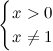 x > 0
x ≠ 1